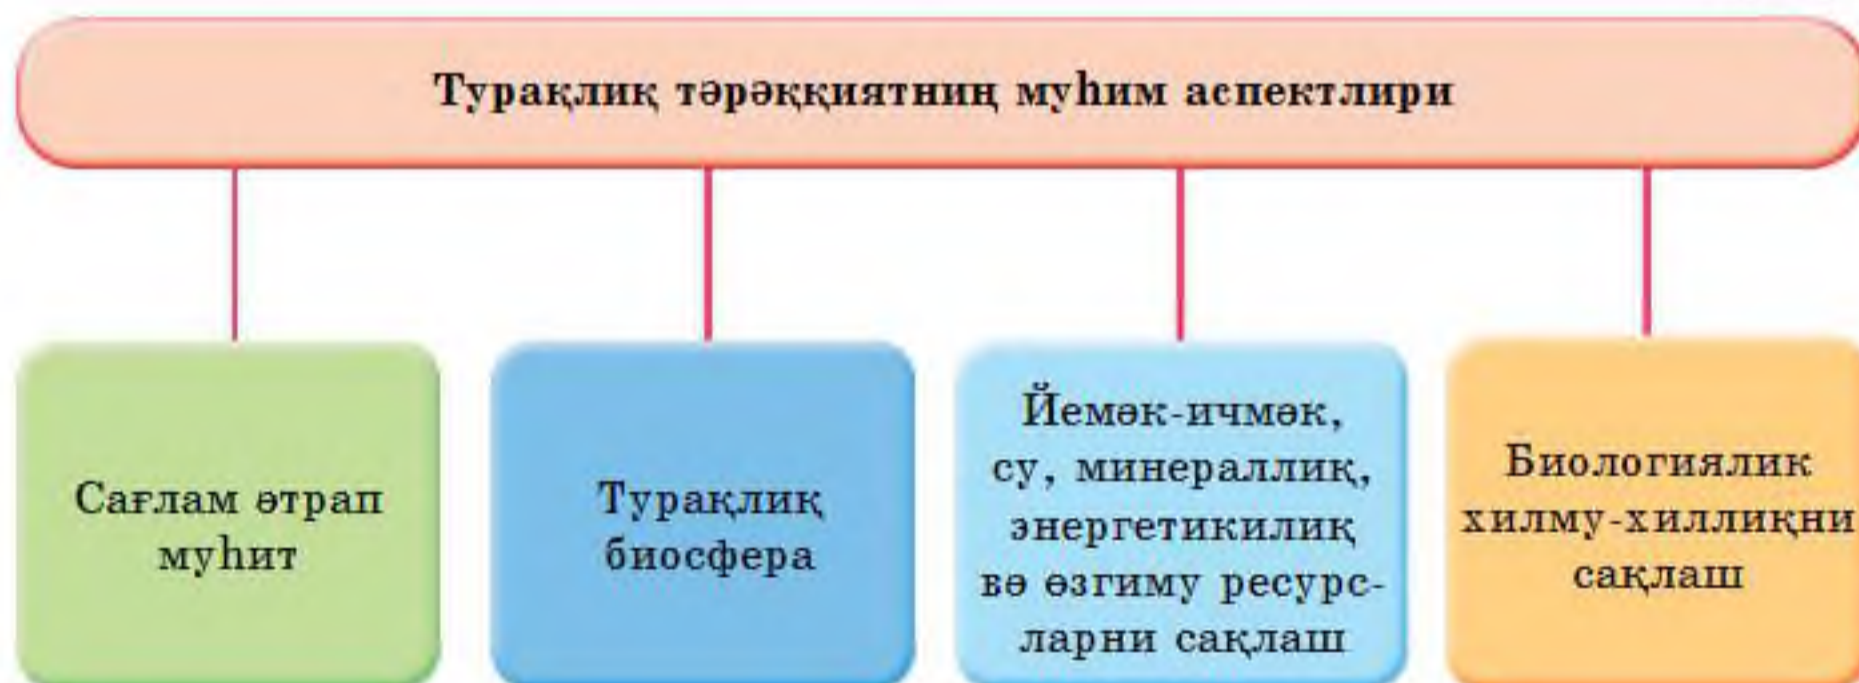 Турақлиқ тәрәққиятниң муһим аспектлири
Сағлам әтрап
муһит
Турақлиқ
биосфера
Йемәк-ичмәк,
су, минераллиқ,
энергетикилиқ
вә өзгиму ресурс-
ларни сақлаш
Биологиялик
хилму-хиллиқни
сақлаш